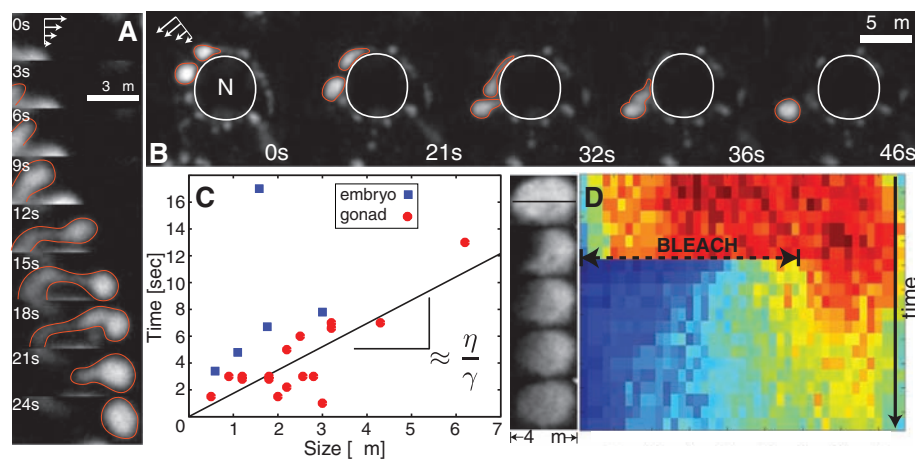 A
0s
3s
3 m
6s
9s
12s
15s
18s
21s
24s
B
N
5 m
0s
21s
32s
36s
46s
C
embryo
gonad
Time [sec]
16
14
12
10
8
6
4
2
0
1
2
3
4
5
6
7
Size [ m]
≈ η/γ
4 m
D
BLEACH
time